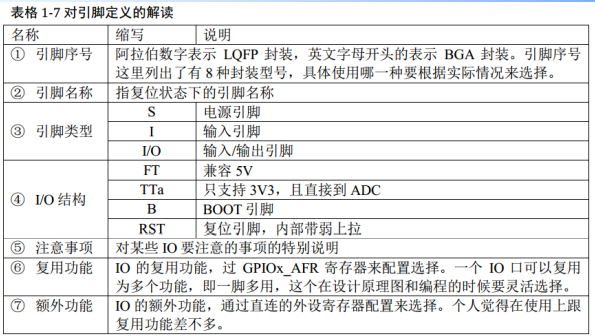 表格 1-7 对引脚定义的解读
名称 缩写 说明
① 引脚序号 阿拉伯数字表示 LQFP 封装，英文字母开头的表示 BGA 封装。引脚序号
这里列出了有 8 种封装型号，具体使用哪一种要根据实际情况来选择。
② 引脚名称 指复位状态下的引脚名称
③ 引脚类型 S 电源引脚
I 输入引脚
I/O 输入/输出引脚
④ I/O 结构 FT 兼容 5V
TTa 只支持 3V3，且直接到 ADC
B BOOT 引脚
RST 复位引脚，内部带弱上拉
⑤ 注意事项 对某些 IO 要注意的事项的特别说明
⑥ 复用功能 IO 的复用功能，过 GPIOx_AFR 寄存器来配置选择。一个 IO 口可以复用
为多个功能，即一脚多用，这个在设计原理图和编程的时候要灵活选择。
⑦ 额外功能 IO 的额外功能，通过直连的外设寄存器配置来选择。个人觉得在使用上跟
复用功能差不多。